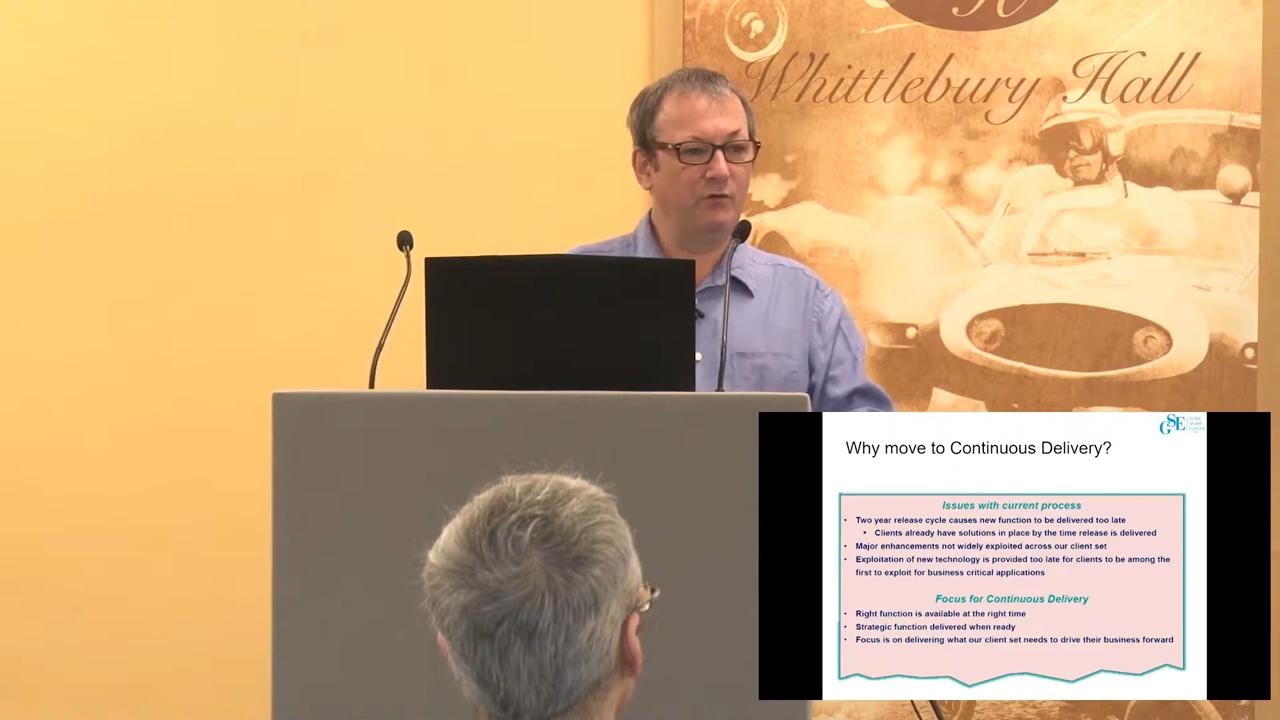 H
Whittlebury Hall
GSE
Why move to Continuous Delivery?
Issues with current process
• Two year release cycle causes new function to be delivered too late
▪ Clients already have solutions in place by the time release is delivered
• Major enhancements not widely exploited across our client set
• Exploitation of new technology is provided too late for clients to be among the
first to exploit for business critical applications
Focus for Continuous Delivery
• Right function is available at the right time
• Strategic function delivered when ready
• Focus is on delivering what our client set needs to drive their business forward